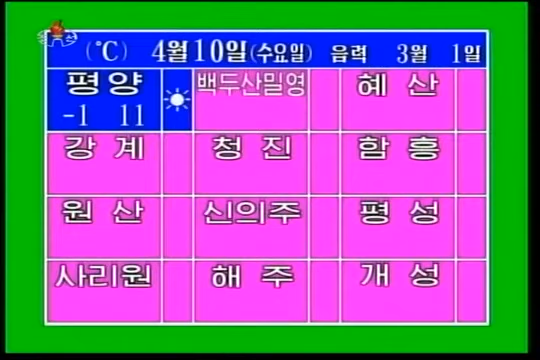 (℃) 4월 10일 (수요일) 음력 3월 1일
평양 백두산밀영 혜산
-1 11
강계 청진 함흥
원산 신의주 평성
사리원 해주 개성